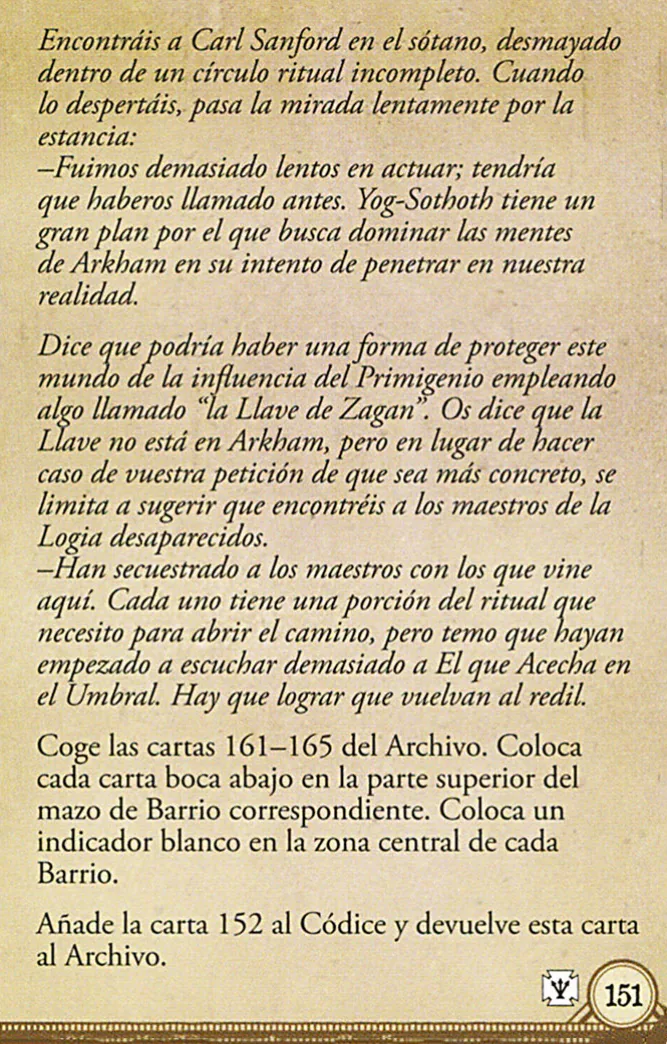 Encontráis a Carl Sanford en el sótano, desmayado
dentro de un círculo ritual incompleto. Cuando
lo despertáis, pasa la mirada lentamente por la
estancia:
–Fuimos demasiado lentos en actuar; tendría
que haberos llamado antes. Yog-Sothoth tiene un
gran plan por el que busca dominar las mentes
de Arkham en su intento de penetrar en nuestra
realidad.
Dice que podría haber una forma de proteger este
mundo de la influencia del Primigenio empleando
algo llamado “la Llave de Zagan”. Os dice que la
Llave no está en Arkham, pero en lugar de hacer
caso de vuestra petición de que sea más concreto, se
limita a sugerir que encontréis a los maestros de la
Logia desaparecidos.
–Han secuestrado a los maestros con los que vine
aquí. Cada uno tiene una porción del ritual que
necesito para abrir el camino, pero temo que hayan
empezado a escuchar demasiado a El que Acecha en
el Umbral. Hay que lograr que vuelvan al redil.
Coge las cartas 161–165 del Archivo. Coloca
cada carta boca abajo en la parte superior del
mazo de Barrio correspondiente. Coloca un
indicador blanco en la zona central de cada
Barrio.
Añade la carta 152 al Códice y devuelve esta carta
al Archivo.
151